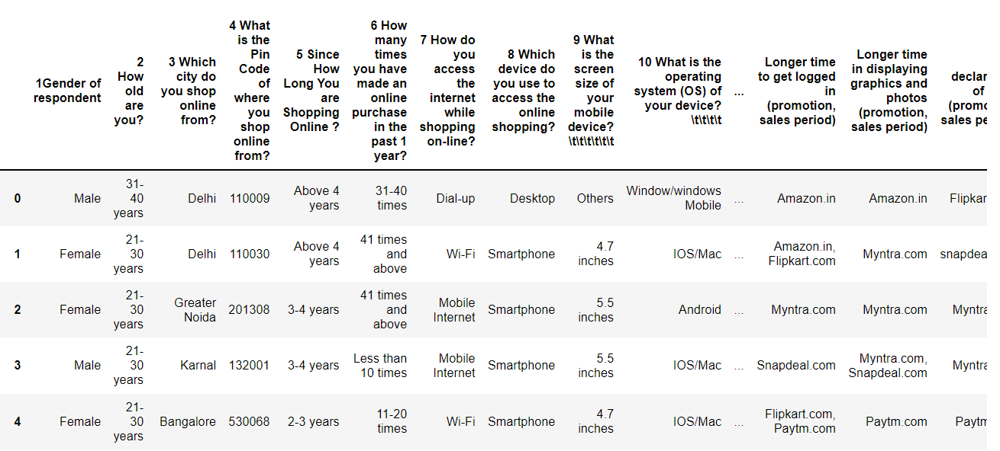 1Gender of
respondent
2
How
old
are
you?
3 Which
city do
you shop
online
from?
4 What
is the
Pin
Code
of
where
you
shop
online
from?
5 Since
How
Long You
are
Shopping
Online ?
6 How
many
times
you have
made an
online
purchase
in the
past 1
year?
7 How do
you
access
the
internet
while
shopping
on-line?
8 Which
device do
you use to
access the
online
shopping?
9 What
is the
screen
size of
your
mobile
device?
\t\t\t\t\t\t
10 What is the
operating
system (OS) of
your device?
\t\t\t\t
...
Longer time
to get logged
in
(promotion,
sales period)
Longer time
in displaying
graphics and
photos
(promotion,
sales period)
declar
of
(promo
sales pe
0
Male
31-
40
years
Delhi
110009
Above 4
years
31-40
times
Dial-up
Desktop
Others
Window/windows
Mobile
...
Amazon.in
Amazon.in
Flipkar
1
Female
21-
30
years
Delhi
110030
Above 4
years
41 times
and
above
Wi-Fi
Smartphone
4.7
inches
IOS/Mac
...
Amazon.in,
Flipkart.com
Myntra.com
snapdea
2
Female
21-
30
years
Greater
Noida
201308
3-4 years
41 times
and
above
Mobile
Internet
Smartphone
5.5
inches
Android
...
Myntra.com
Myntra.com
Myntra
3
Male
21-
30
years
Karnal
132001
3-4 years
Less than
10 times
Mobile
Internet
Smartphone
5.5
inches
IOS/Mac
...
Snapdeal.com
Myntra.com,
Snapdeal.com
Myntra
4
Female
21-
30
years
Bangalore
530068
2-3 years
11-20
times
Wi-Fi
Smartphone
4.7
inches
IOS/Mac
...
Flipkart.com,
Paytm.com
Paytm.com
Paytm